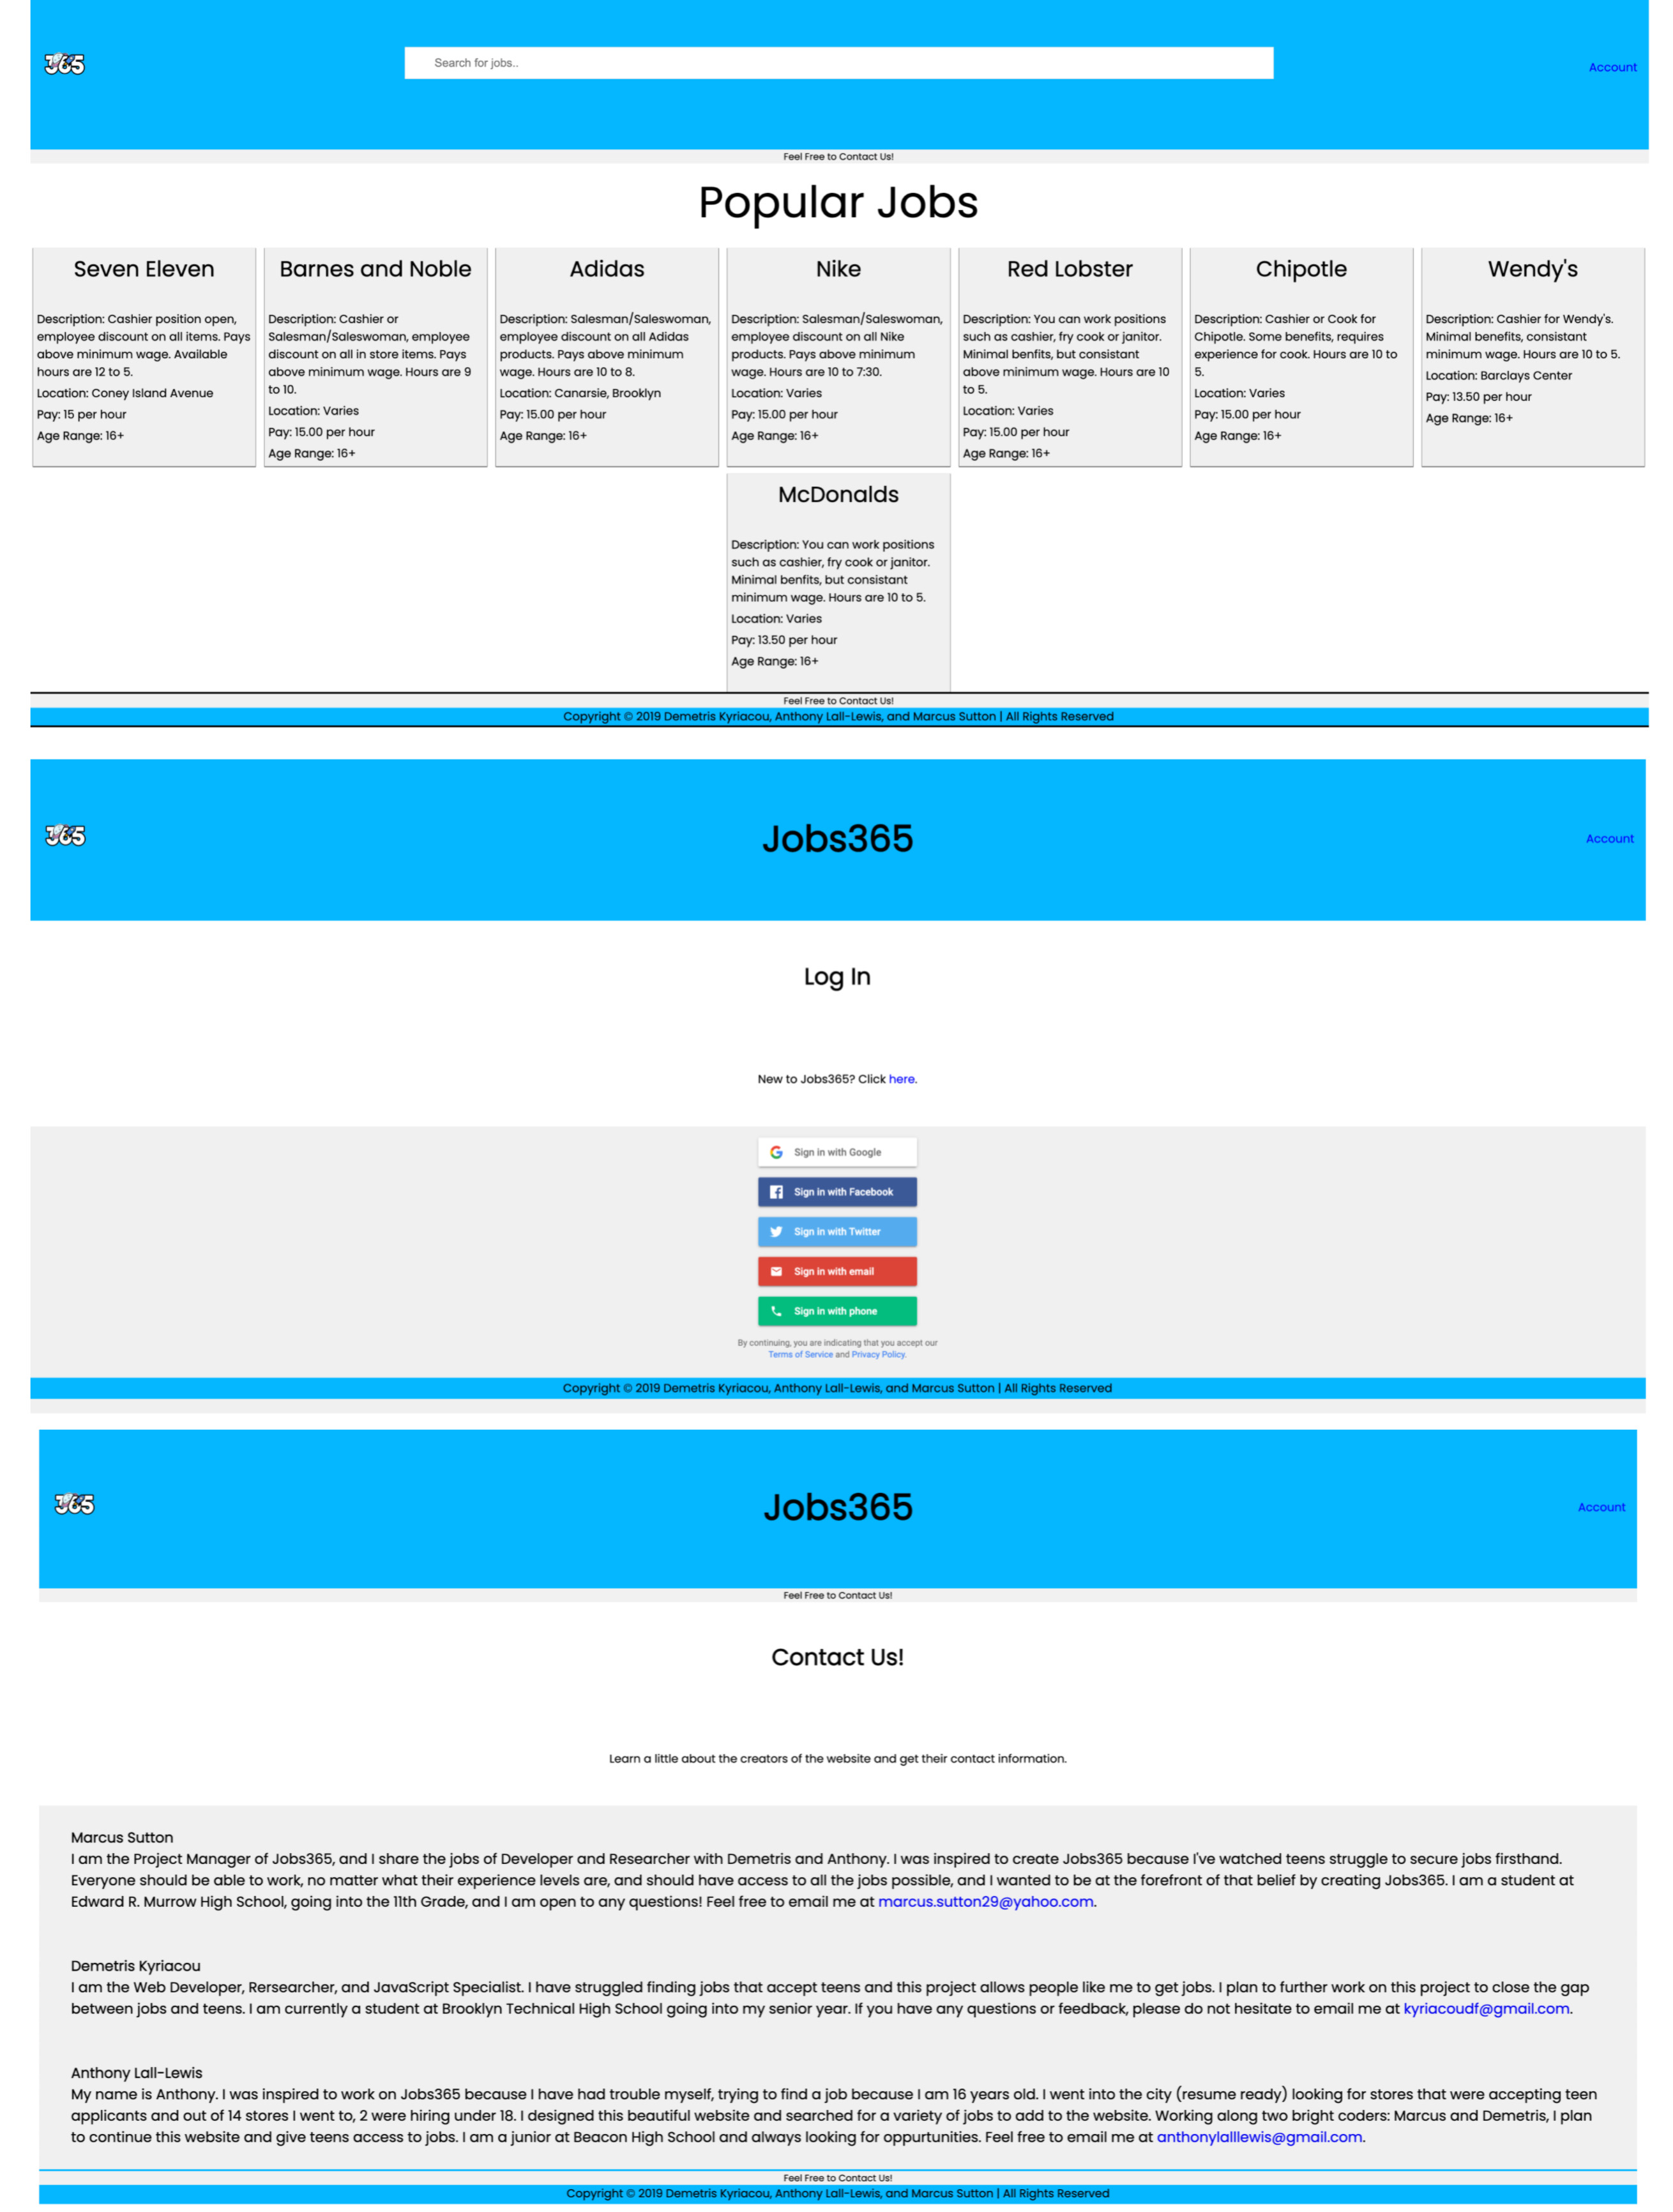 365
Search for jobs..
Account
Feel Free to Contact Us!
Popular Jobs
Seven Eleven
Description: Cashier position open,
employee discount on all items. Pays
above minimum wage. Available
hours are 12 to 5.
Location: Coney Island Avenue
Pay: 15 per hour
Age Range: 16+
Barnes and Noble
Description: Cashier or
Salesman/Saleswoman, employee
discount on all in store items. Pays
above minimum wage. Hours are 9
to 10.
Location: Varies
Pay: 15.00 per hour
Age Range: 16+
Adidas
Description: Salesman/Saleswoman,
employee discount on all Adidas
products. Pays above minimum
wage. Hours are 10 to 8.
Location: Canarsie, Brooklyn
Pay: 15.00 per hour
Age Range: 16+
Nike
Description: Salesman/Saleswoman,
employee discount on all Nike
products. Pays above minimum
wage. Hours are 10 to 7:30.
Location: Varies
Pay: 15.00 per hour
Age Range: 16+
Red Lobster
Description: You can work positions
such as cashier, fry cook or janitor.
Minimal benfits, but consistant
above minimum wage. Hours are 10
to 5.
Location: Varies
Pay: 15.00 per hour
Age Range: 16+
Chipotle
Description: Cashier or Cook for
Chipotle. Some benefits, requires
experience for cook. Hours are 10 to
5.
Location: Varies
Pay: 15.00 per hour
Age Range: 16+
Wendy's
Description: Cashier for Wendy's.
Minimal benefits, consistant
minimum wage. Hours are 10 to 5.
Location: Barclays Center
Pay: 13.50 per hour
Age Range: 16+
McDonalds
Description: You can work positions
such as cashier, fry cook or janitor.
Minimal benfits, but consistant
minimum wage. Hours are 10 to 5.
Location: Varies
Pay: 13.50 per hour
Age Range: 16+
Feel Free to Contact Us!
Copyright © 2019 Demetris Kyriacou, Anthony Lall-Lewis, and Marcus Sutton | All Rights Reserved
365
Jobs365
Account
Log In
New to Jobs365? Click here.
Sign in with Google
Sign in with Facebook
Sign in with Twitter
Sign in with email
Sign in with phone
By continuing, you are indicating that you accept our
Terms of Service and Privacy Policy.
Copyright © 2019 Demetris Kyriacou, Anthony Lall-Lewis, and Marcus Sutton | All Rights Reserved
365
Jobs365
Account
Feel Free to Contact Us!
Contact Us!
Learn a little about the creators of the website and get their contact information.
Marcus Sutton
I am the Project Manager of Jobs365, and I share the jobs of Developer and Researcher with Demetris and Anthony. I was inspired to create Jobs365 because I've watched teens struggle to secure jobs firsthand.
Everyone should be able to work, no matter what their experience levels are, and should have access to all the jobs possible, and I wanted to be at the forefront of that belief by creating Jobs365. I am a student at
Edward R. Murrow High School, going into the 11th Grade, and I am open to any questions! Feel free to email me at marcus.sutton29@yahoo.com.
Demetris Kyriacou
I am the Web Developer, Rersearcher, and JavaScript Specialist. I have struggled finding jobs that accept teens and this project allows people like me to get jobs. I plan to further work on this project to close the gap
between jobs and teens. I am currently a student at Brooklyn Technical High School going into my senior year. If you have any questions or feedback, please do not hesitate to email me at kyriacoudf@gmail.com.
Anthony Lall-Lewis
My name is Anthony. I was inspired to work on Jobs365 because I have had trouble myself, trying to find a job because I am 16 years old. I went into the city (resume ready) looking for stores that were accepting teen
applicants and out of 14 stores I went to, 2 were hiring under 18. I designed this beautiful website and searched for a variety of jobs to add to the website. Working along two bright coders: Marcus and Demetris, I plan
to continue this website and give teens access to jobs. I am a junior at Beacon High School and always looking for oppurtunities. Feel free to email me at anthonylalllewis@gmail.com.
Feel Free to Contact Us!
Copyright © 2019 Demetris Kyriacou, Anthony Lall-Lewis, and Marcus Sutton | All Rights Reserved